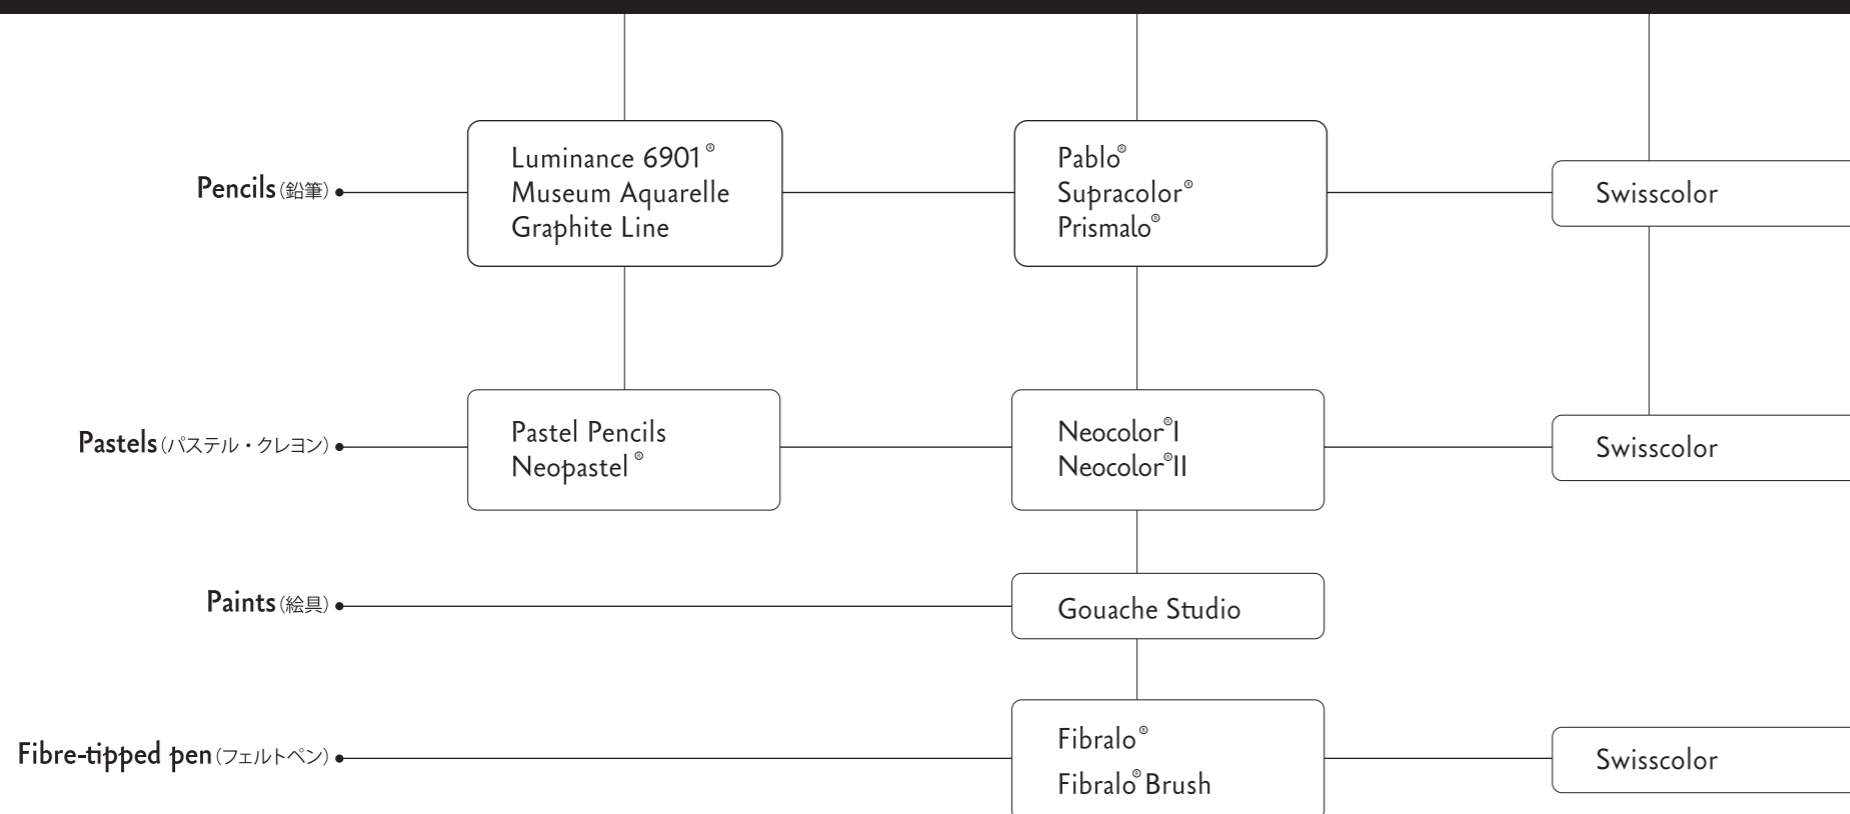 Pencils（鉛筆）
Luminance 6901®
Museum Aquarelle
Graphite Line
Pablo®
Supracolor®
Prismalo®
Swisscolor
Pastels（パステル・クレヨン）
Pastel Pencils
Neopastel®
Neocolor®I
Neocolor®II
Swisscolor
Paints（絵具）
Gouache Studio
Fibre-tipped pen（フェルトペン）
Fibralo®
Fibralo®Brush
Swisscolor